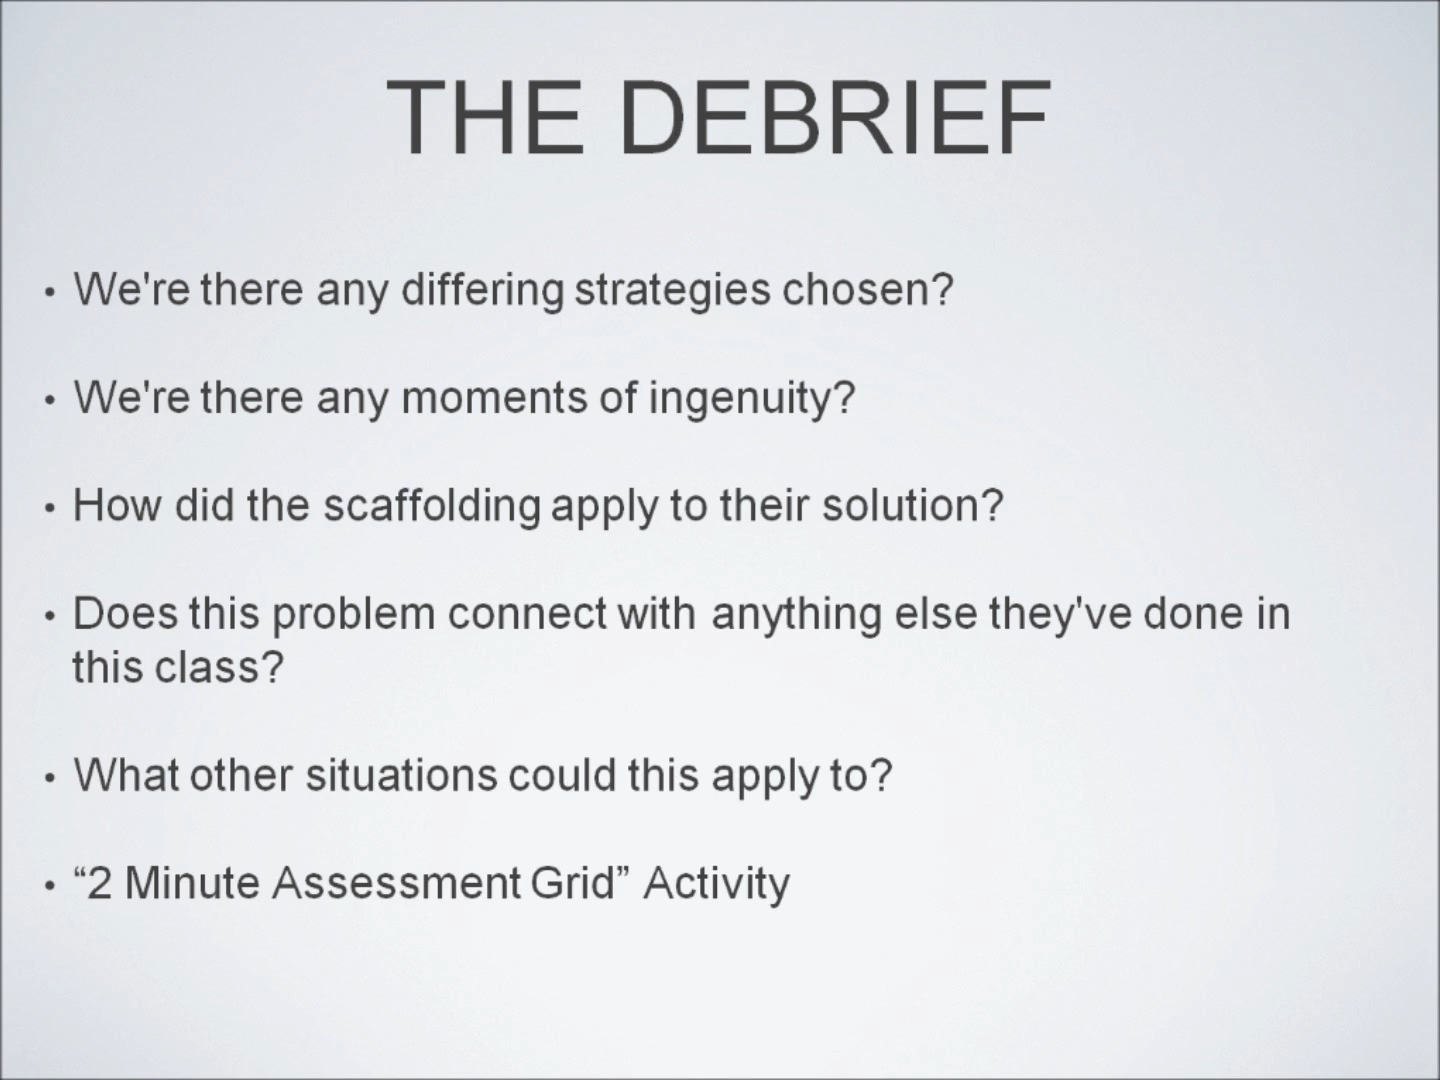 THE DEBRIEF
• We're there any differing strategies chosen?
• We're there any moments of ingenuity?
• How did the scaffolding apply to their solution?
• Does this problem connect with anything else they've done in
this class?
• What other situations could this apply to?
• “2 Minute Assessment Grid” Activity